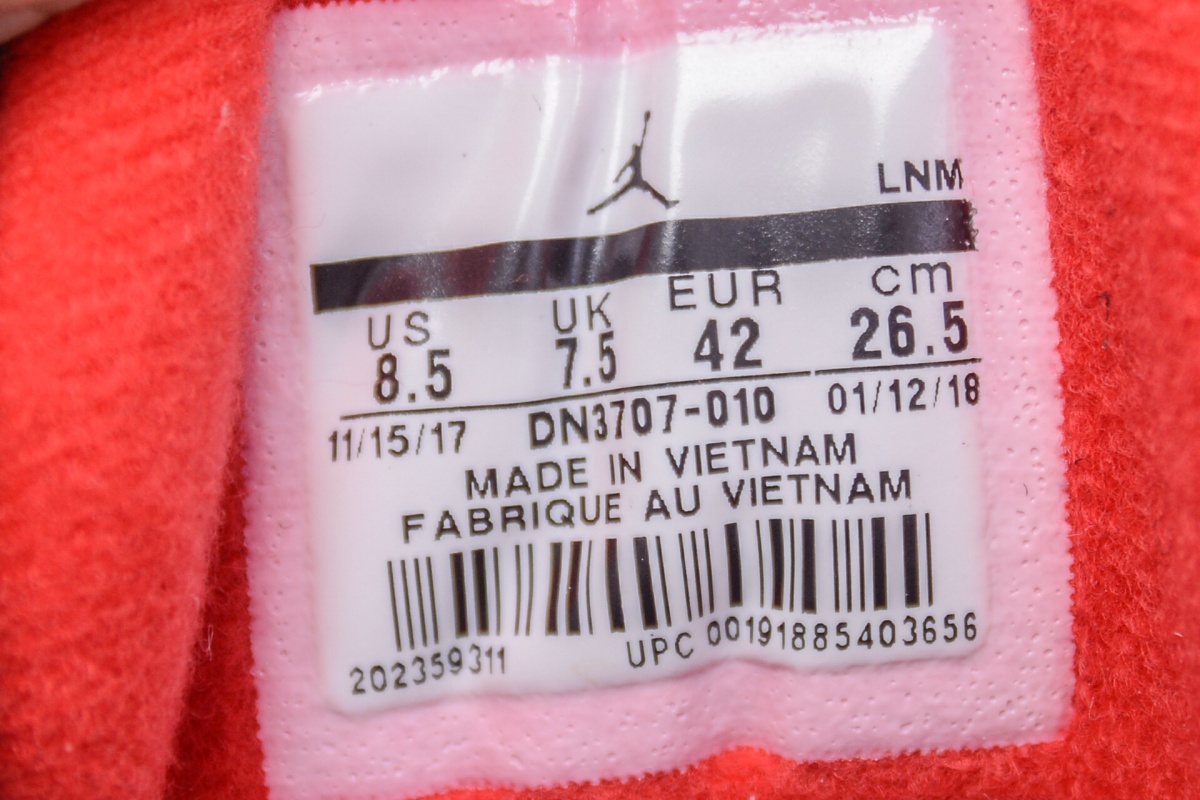 LNM
US UK EUR cm
8.5 7.5 42 26.5
11/15/17 DN3707-010 01/12/18
MADE IN VIETNAM
FABRIQUE AU VIETNAM
202359311 UPC 00191885403656